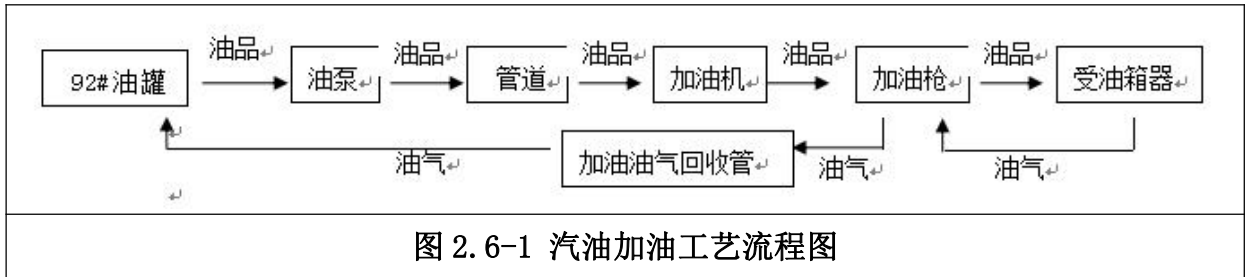 油品 油品 油品 油品 油品
92#油罐 油泵 管道 加油机 加油枪 受油箱器
油气 加油油气回收管 油气 油气
图 2.6-1 汽油加油工艺流程图